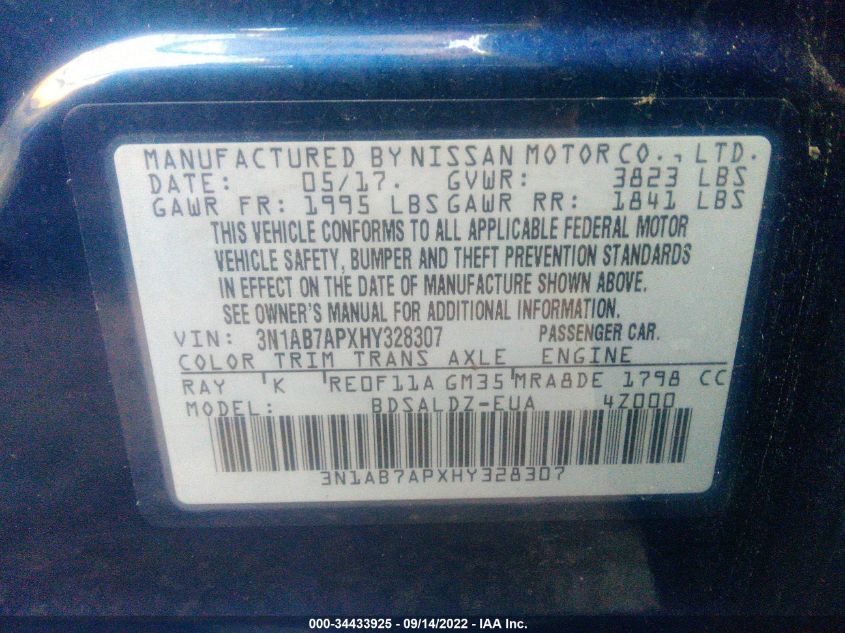 MANUFACTURED BY NISSAN MOTOR CO., LTD.
DATE: 05/17. GVWR: 3823 LBS
GAWR FR: 1995 LBS GAWR RR: 1841 LBS
THIS VEHICLE CONFORMS TO ALL APPLICABLE FEDERAL MOTOR
VEHICLE SAFETY, BUMPER AND THEFT PREVENTION STANDARDS
IN EFFECT ON THE DATE OF MANUFACTURE SHOWN ABOVE.
SEE OWNER'S MANUAL FOR ADDITIONAL INFORMATION.
VIN: 3N1AB7APXHY328307 PASSENGER CAR.
COLOR TRIM TRANS AXLE ENGINE
RAY K RE0F11A GM35 MRA8DE 1798 CC
MODEL: BDSALDZ-EUA 4Z000
3N1AB7APXHY328307
000-34433925 - 09/14/2022 - IAA Inc.